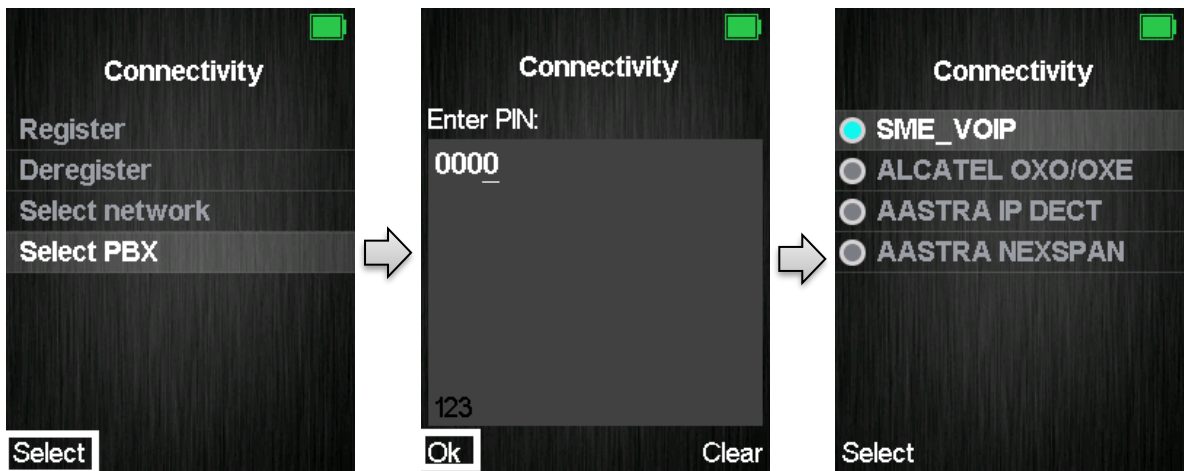 Connectivity
Register
Deregister
Select network
Select PBX
Select
Connectivity
Enter PIN:
0000
123
Ok Clear
Connectivity
SME_VOIP
ALCATEL OXO/OXE
AASTRA IP DECT
AASTRA NEXSPAN
Select